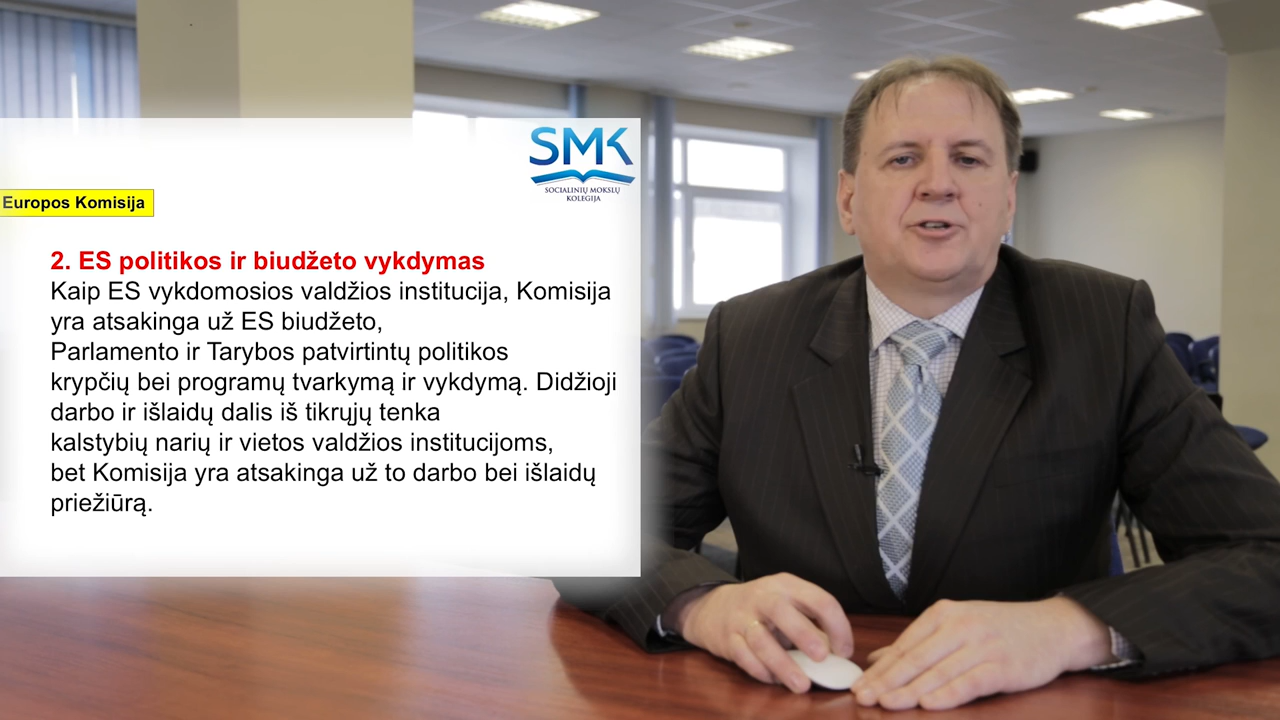 SMK
SOCIALINIŲ MOKSLŲ
KOLEGIJA
Europos Komisija
2. ES politikos ir biudžeto vykdymas
Kaip ES vykdomosios valdžios institucija, Komisija
yra atsakinga už ES biudžeto,
Parlamento ir Tarybos patvirtintų politikos
krypčių bei programų tvarkymą ir vykdymą. Didžioji
darbo ir išlaidų dalis iš tikrųjų tenka
kalstybių narių ir vietos valdžios institucijoms,
bet Komisija yra atsakinga už to darbo bei išlaidų
priežiūrą.